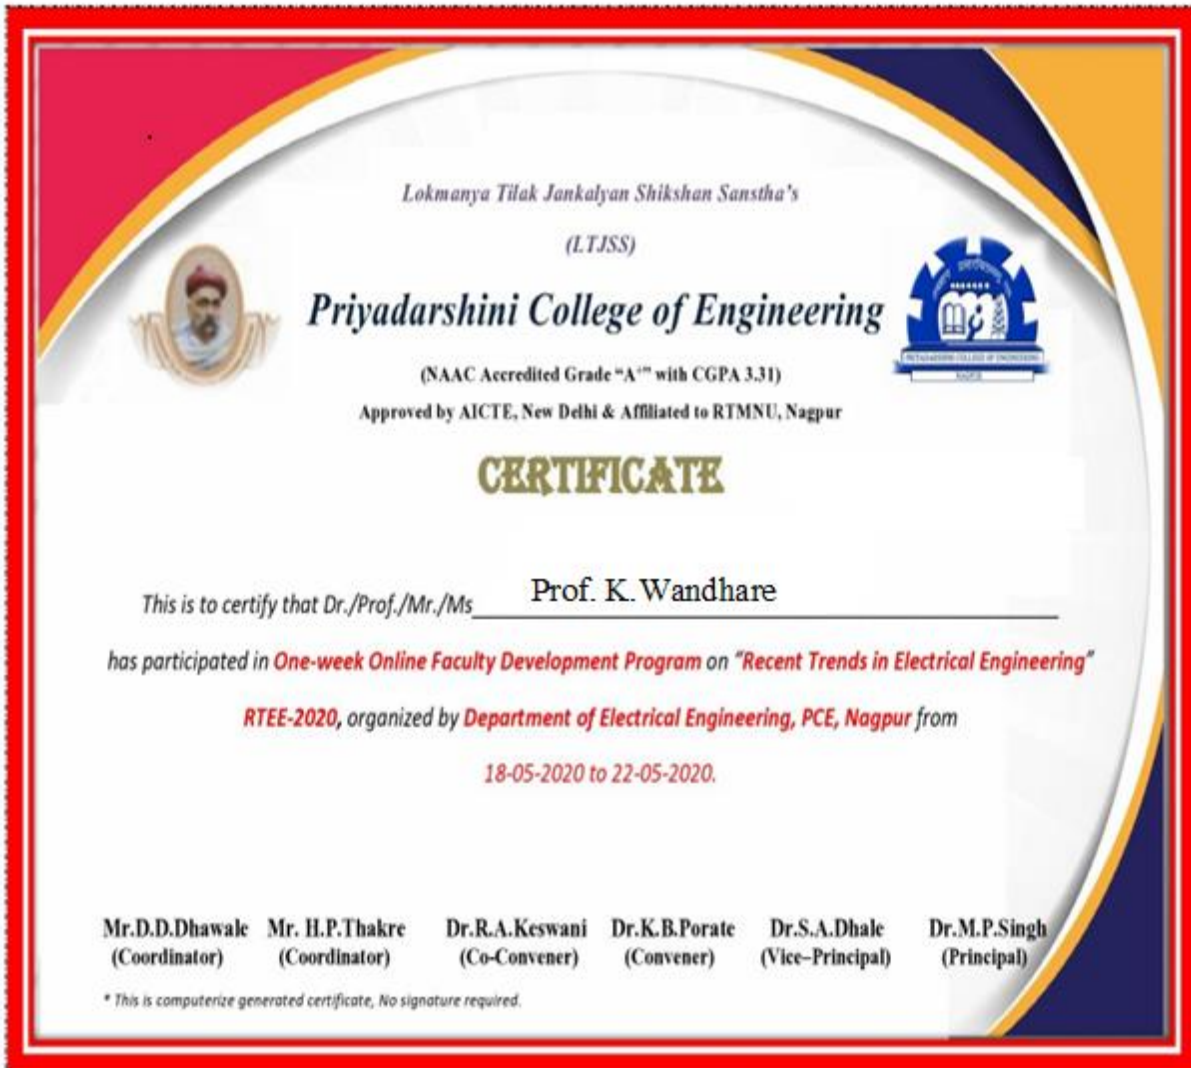 Lokmanya Tilak Jankalyan Shikshan Sanstha's
(LTJSS)
Priyadarshini College of Engineering
PRIYADARSHINI COLLEGE OF ENGINEERING
NAGPUR
(NAAC Accredited Grade “A+” with CGPA 3.31)
Approved by AICTE, New Delhi & Affiliated to RTMNU, Nagpur
CERTIFICATE
This is to certify that Dr./Prof./Mr./Ms Prof. K. Wandhare
has participated in One-week Online Faculty Development Program on “Recent Trends in Electrical Engineering”
RTEE-2020, organized by Department of Electrical Engineering, PCE, Nagpur from
18-05-2020 to 22-05-2020.
Mr.D.D.Dhawale Mr. H.P.Thakre Dr.R.A.Keswani Dr.K.B.Porate Dr.S.A.Dhale Dr.M.P.Singh
(Coordinator) (Coordinator) (Co-Convener) (Convener) (Vice–Principal) (Principal)
* This is computerize generated certificate, No signature required.